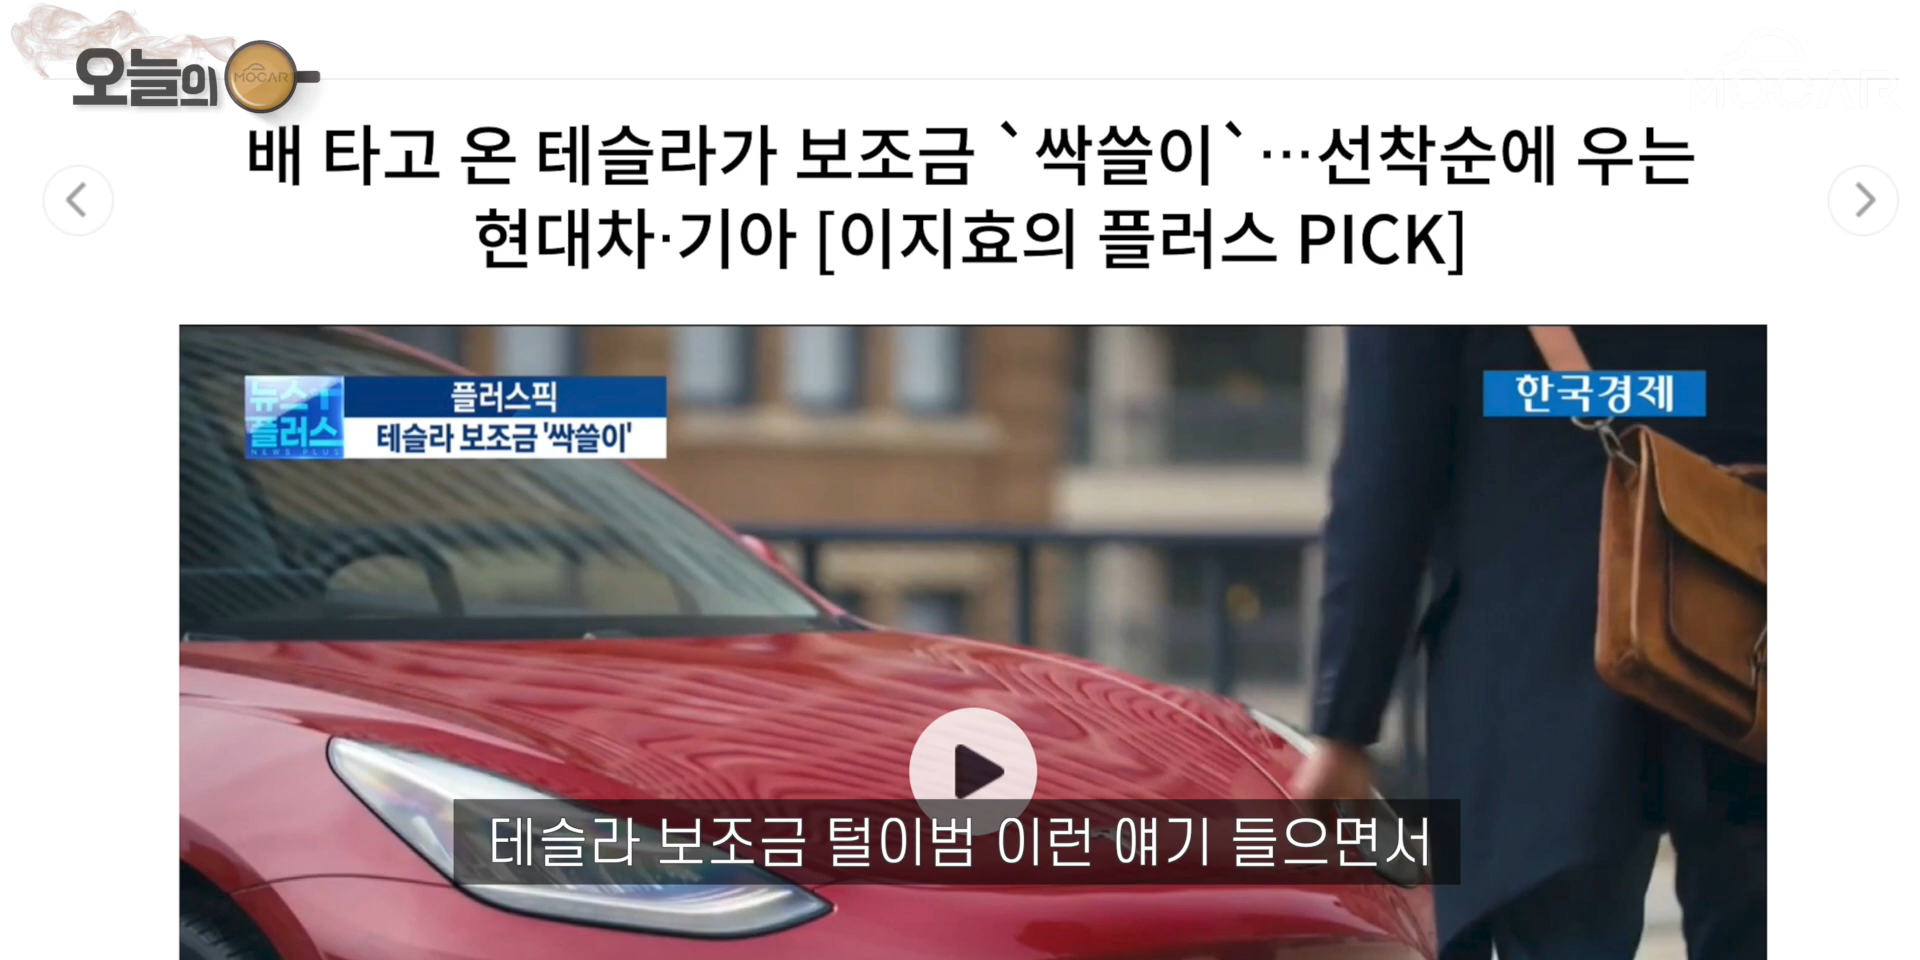 오늘의
MOCAR
MOCAR
배 타고 온 테슬라가 보조금 `싹쓸이`…선착순에 우는
현대차·기아 [이지효의 플러스 PICK]
뉴스
플러스
NEWS PLUS
플러스픽
테슬라 보조금 '싹쓸이'
한국경제
테슬라 보조금 털이범 이런 얘기 들으면서